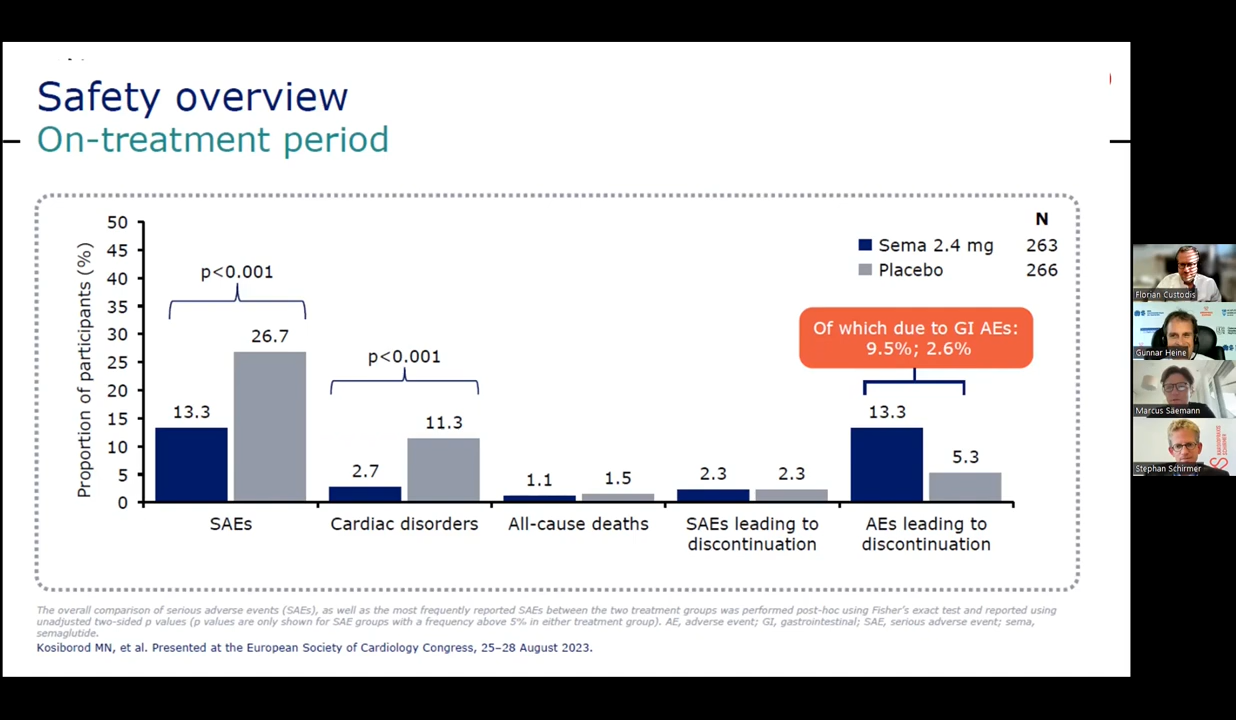 Safety overview
On-treatment period
N
Sema 2.4 mg 263
Placebo 266
Proportion of participants (%)
50
45
40
35
30
25
20
15
10
5
0
p<0.001
p<0.001
Of which due to GI AEs:
9.5%; 2.6%
13.3
26.7
2.7
11.3
1.1
1.5
2.3
2.3
13.3
5.3
SAEs
Cardiac disorders
All-cause deaths
SAEs leading to
discontinuation
AEs leading to
discontinuation
The overall comparison of serious adverse events (SAEs), as well as the most frequently reported SAEs between the two treatment groups was performed post-hoc using Fisher's exact test and reported using
unadjusted two-sided p values (p values are only shown for SAE groups with a frequency above 5% in either treatment group). AE, adverse event; GI, gastrointestinal; SAE, serious adverse event; sema,
semaglutide.
Kosiborod MN, et al. Presented at the European Society of Cardiology Congress, 25–28 August 2023.
Florian Custodis
Gunnar Heine
Marcus Säemann
Stephan Schirmer